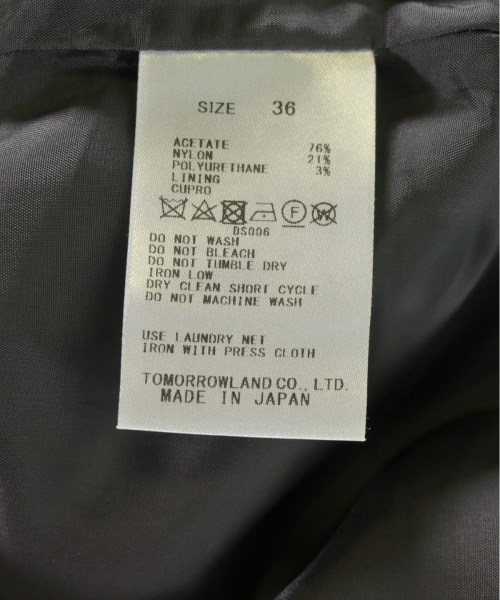 SIZE 36
ACETATE 76%
NYLON 21%
POLYURETHANE 3%
LINING
CUPRO
F W
DS006
DO NOT WASH
DO NOT BLEACH
DO NOT TUMBLE DRY
IRON LOW
DRY CLEAN SHORT CYCLE
DO NOT MACHINE WASH
USE LAUNDRY NET
IRON WITH PRESS CLOTH
TOMORROWLAND CO., LTD.
MADE IN JAPAN